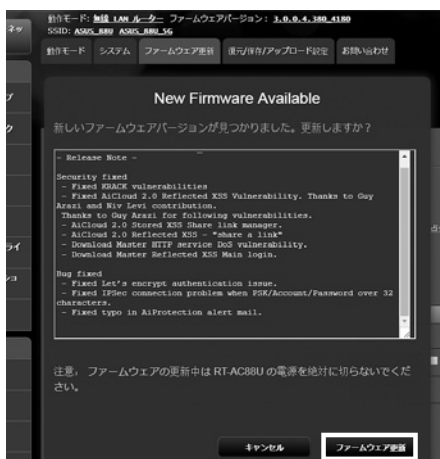 動作モード: 無線 LAN ルーター ファームウェアバージョン: 3.0.0.4.380_4180
SSID: ASUS_88U ASUS_88U_5G
動作モード システム ファームウェア更新 復元/保存/アップロード設定 お問い合わせ
New Firmware Available
新しいファームウェアバージョンが見つかりました。更新しますか?
- Release Note -
Security fixed
- Fixed KRACK vulnerabilities
- Fixed AiCloud 2.0 Reflected XSS Vulnerability. Thanks to Guy
Arazi and Niv Levi contribution.
Thanks to Guy Arazi for following vulnerabilities.
- AiCloud 2.0 Stored XSS Share link manager.
- AiCloud 2.0 Reflected XSS - "share a link"
- Download Master HTTP service DoS vulnerability.
- Download Master Reflected XSS Main login.
Bug fixed
- Fixed Let's encrypt authentication issue.
- Fixed IPSec connection problem when PSK/Account/Password over 32
characters.
- Fixed typo in AiProtection alert mail.
注意: ファームウェアの更新中は RT-AC88U の電源を絶対に切らないでくだ
さい。
キャンセル ファームウェア更新